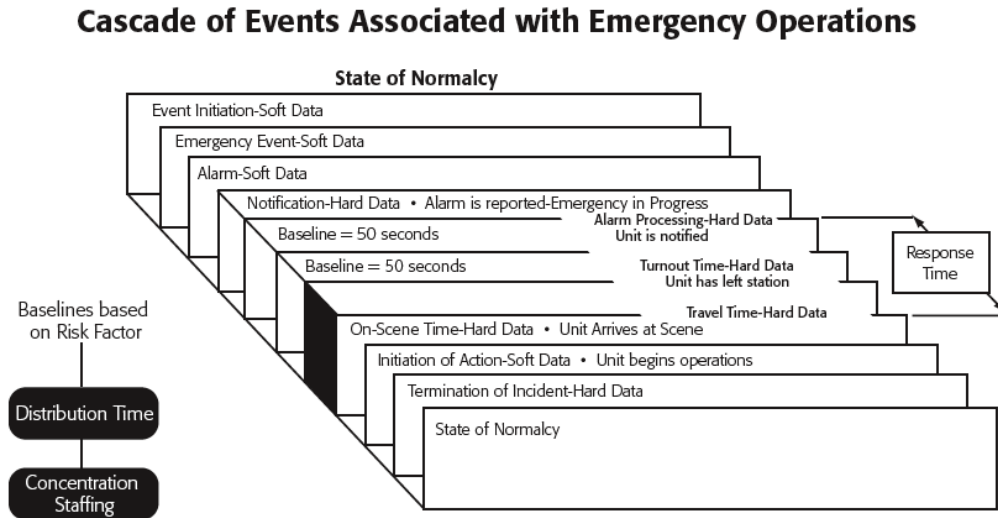 Cascade of Events Associated with Emergency Operations
State of Normalcy
Event Initiation-Soft Data
Emergency Event-Soft Data
Alarm-Soft Data
Notification-Hard Data • Alarm is reported-Emergency in Progress
Alarm Processing-Hard Data
Baseline = 50 seconds
Unit is notified
Response
Time
Baseline = 50 seconds
Turnout Time-Hard Data
Unit has left station
Travel Time-Hard Data
On-Scene Time-Hard Data • Unit Arrives at Scene
Initiation of Action-Soft Data • Unit begins operations
Termination of Incident-Hard Data
State of Normalcy
Baselines based
on Risk Factor
Distribution Time
Concentration
Staffing